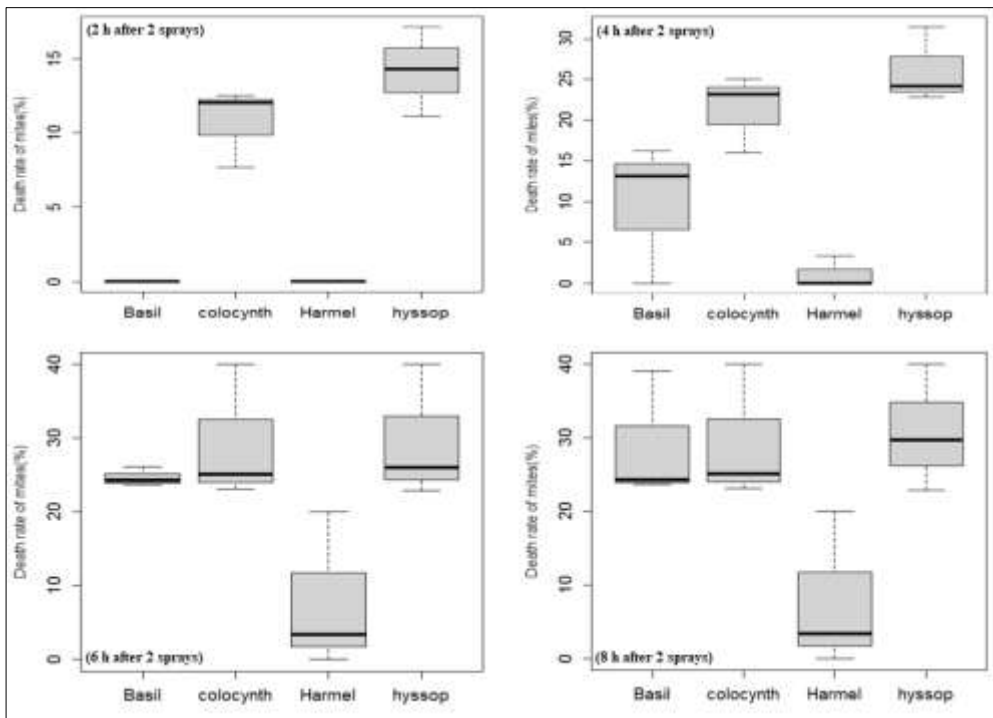 (2 h after 2 sprays)
Death rate of mites(%)
0
5
10
15
Basil
colocynth
Harmel
hyssop
(4 h after 2 sprays)
Death rate of mites(%)
0
5
10
15
20
25
30
Basil
colocynth
Harmel
hyssop
(6 h after 2 sprays)
Death rate of mites(%)
0
10
20
30
40
Basil
colocynth
Harmel
hyssop
(8 h after 2 sprays)
Death rate of mites(%)
0
10
20
30
40
Basil
colocynth
Harmel
hyssop